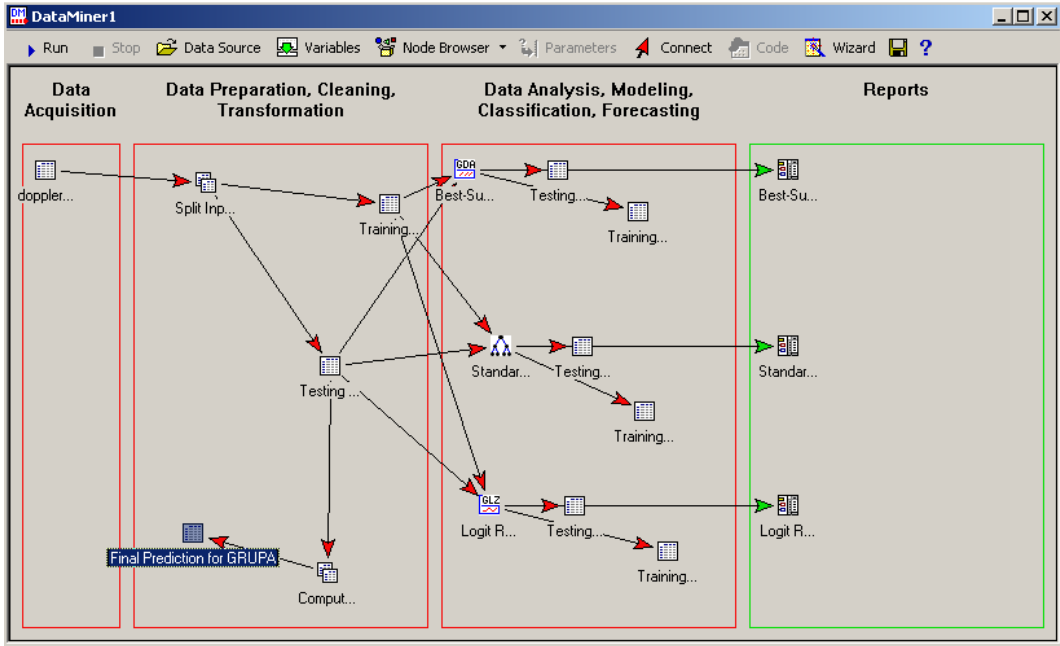 DM
DataMiner1
Run Stop Data Source Variables Node Browser Parameters Connect Code Wizard ?
Data
Acquisition
Data Preparation, Cleaning,
Transformation
Data Analysis, Modeling,
Classification, Forecasting
Reports
doppler...
Split Inp...
Training...
GDA
Best-Su...
Testing...
Training...
Best-Su...
Testing ...
Standar...
Testing...
Training...
Standar...
GLZ
Logit R...
Testing...
Training...
Logit R...
Final Prediction for GRUPA
Comput...